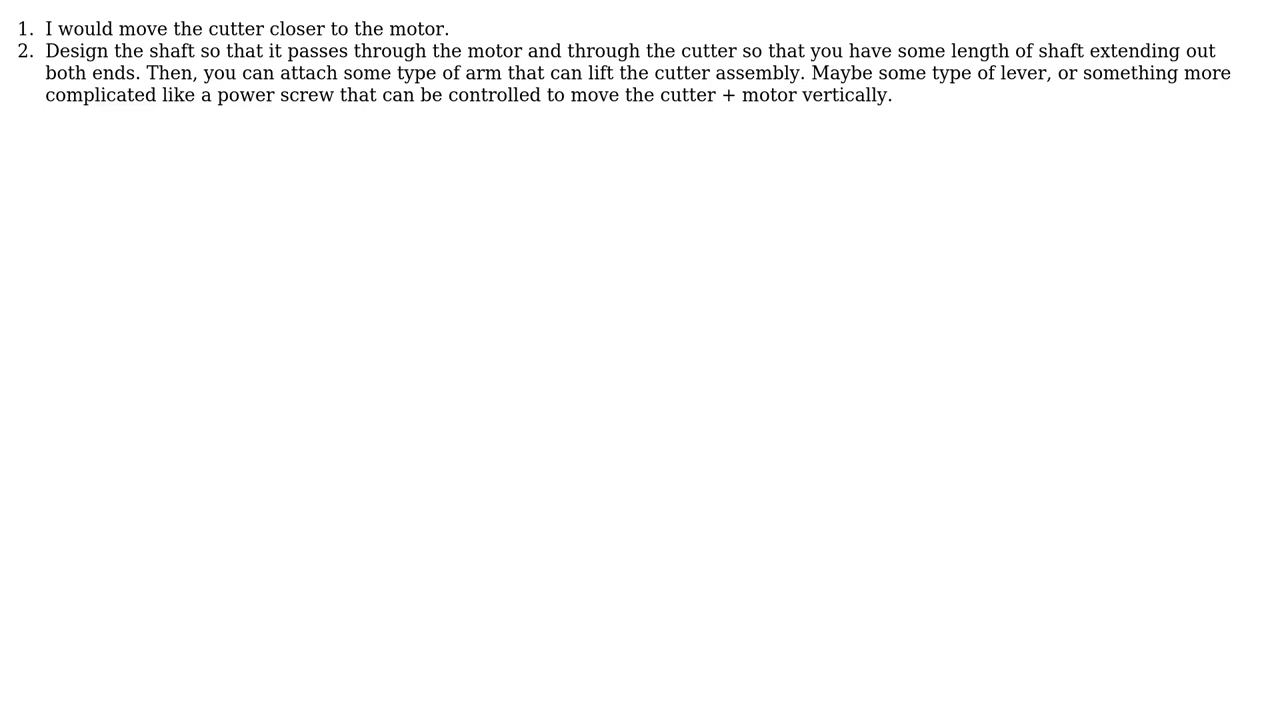 1. I would move the cutter closer to the motor.
2. Design the shaft so that it passes through the motor and through the cutter so that you have some length of shaft extending out
both ends. Then, you can attach some type of arm that can lift the cutter assembly. Maybe some type of lever, or something more
complicated like a power screw that can be controlled to move the cutter + motor vertically.